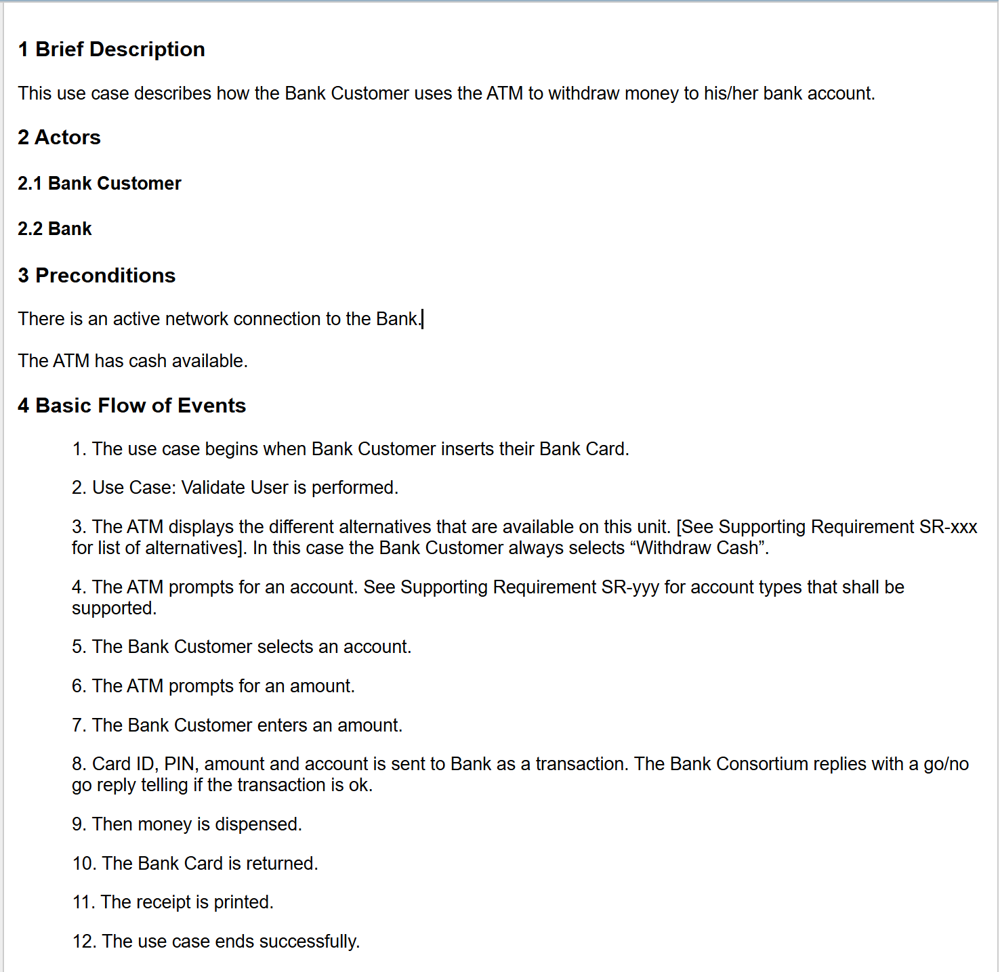 1 Brief Description
This use case describes how the Bank Customer uses the ATM to withdraw money to his/her bank account.
2 Actors
2.1 Bank Customer
2.2 Bank
3 Preconditions
There is an active network connection to the Bank.
The ATM has cash available.
4 Basic Flow of Events
1. The use case begins when Bank Customer inserts their Bank Card.
2. Use Case: Validate User is performed.
3. The ATM displays the different alternatives that are available on this unit. [See Supporting Requirement SR-xxx
for list of alternatives]. In this case the Bank Customer always selects “Withdraw Cash”.
4. The ATM prompts for an account. See Supporting Requirement SR-yyy for account types that shall be
supported.
5. The Bank Customer selects an account.
6. The ATM prompts for an amount.
7. The Bank Customer enters an amount.
8. Card ID, PIN, amount and account is sent to Bank as a transaction. The Bank Consortium replies with a go/no
go reply telling if the transaction is ok.
9. Then money is dispensed.
10. The Bank Card is returned.
11. The receipt is printed.
12. The use case ends successfully.